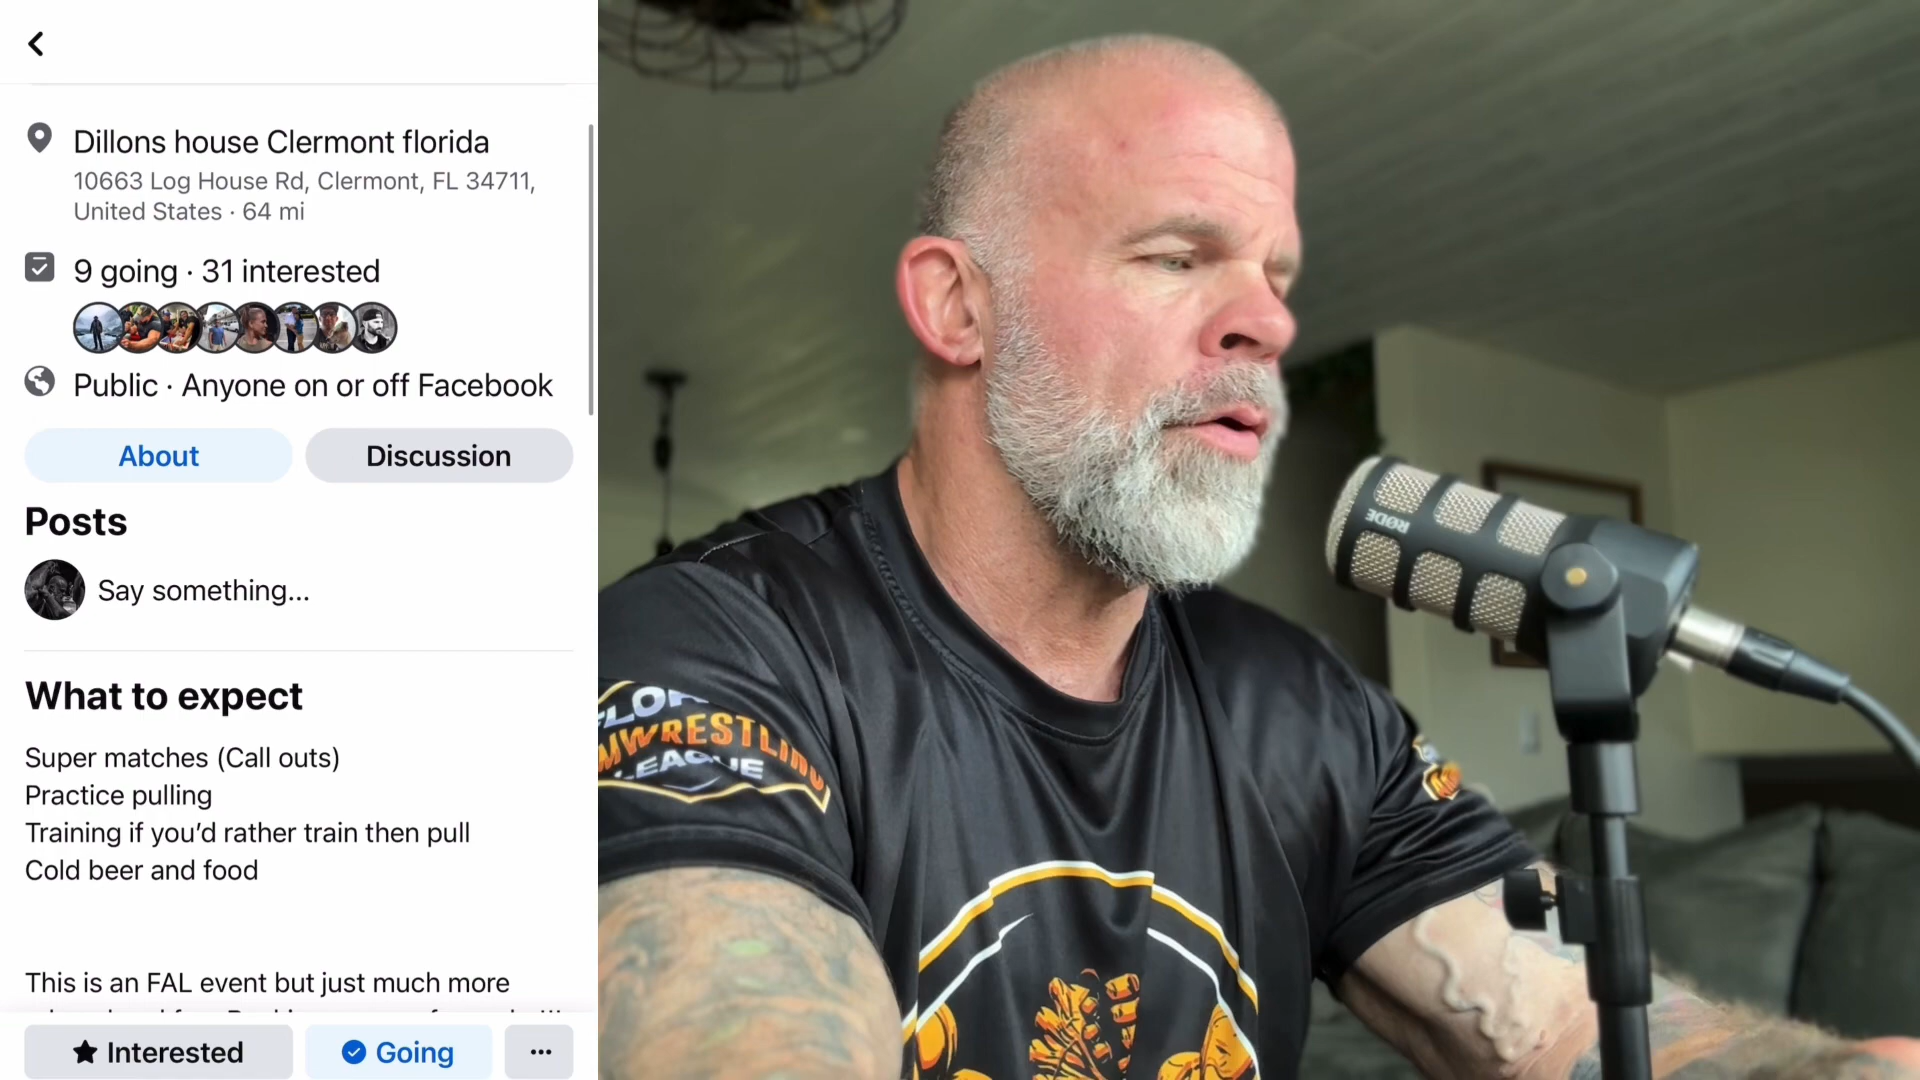 Dillons house Clermont florida
10663 Log House Rd, Clermont, FL 34711,
United States · 64 mi
9 going · 31 interested
Public · Anyone on or off Facebook
About
Discussion
Posts
Say something...
What to expect
Super matches (Call outs)
Practice pulling
Training if you’d rather train then pull
Cold beer and food
This is an FAL event but just much more
Interested
Going
RØDE
WRESTLING
LEAGUE